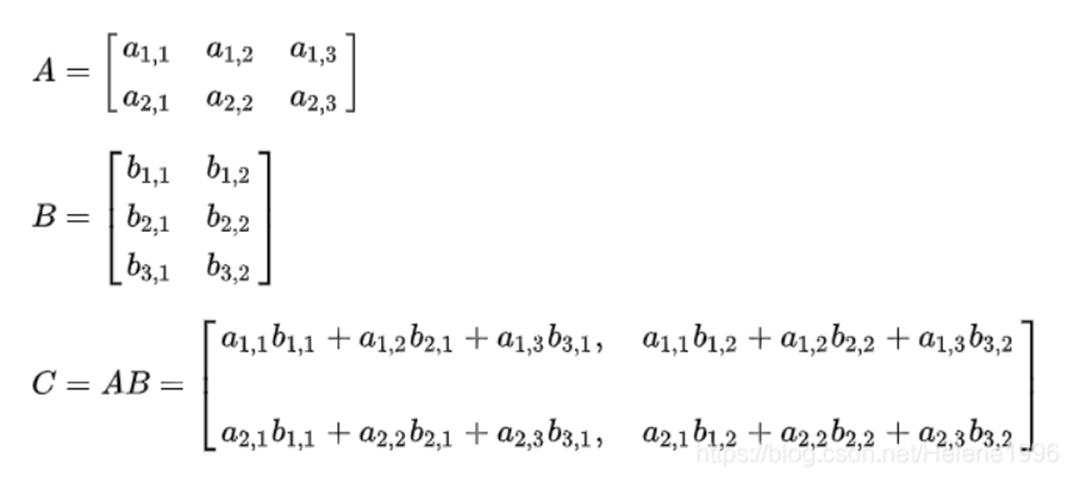 A = [ a1,1 a1,2 a1,3
a2,1 a2,2 a2,3 ]
B = [ b1,1 b1,2
b2,1 b2,2
b3,1 b3,2 ]
C = AB = [ a1,1b1,1 + a1,2b2,1 + a1,3b3,1, a1,1b1,2 + a1,2b2,2 + a1,3b3,2
a2,1b1,1 + a2,2b2,1 + a2,3b3,1, a2,1b1,2 + a2,2b2,2 + a2,3b3,2 ]
https://blog.csdn.net/Helene1996